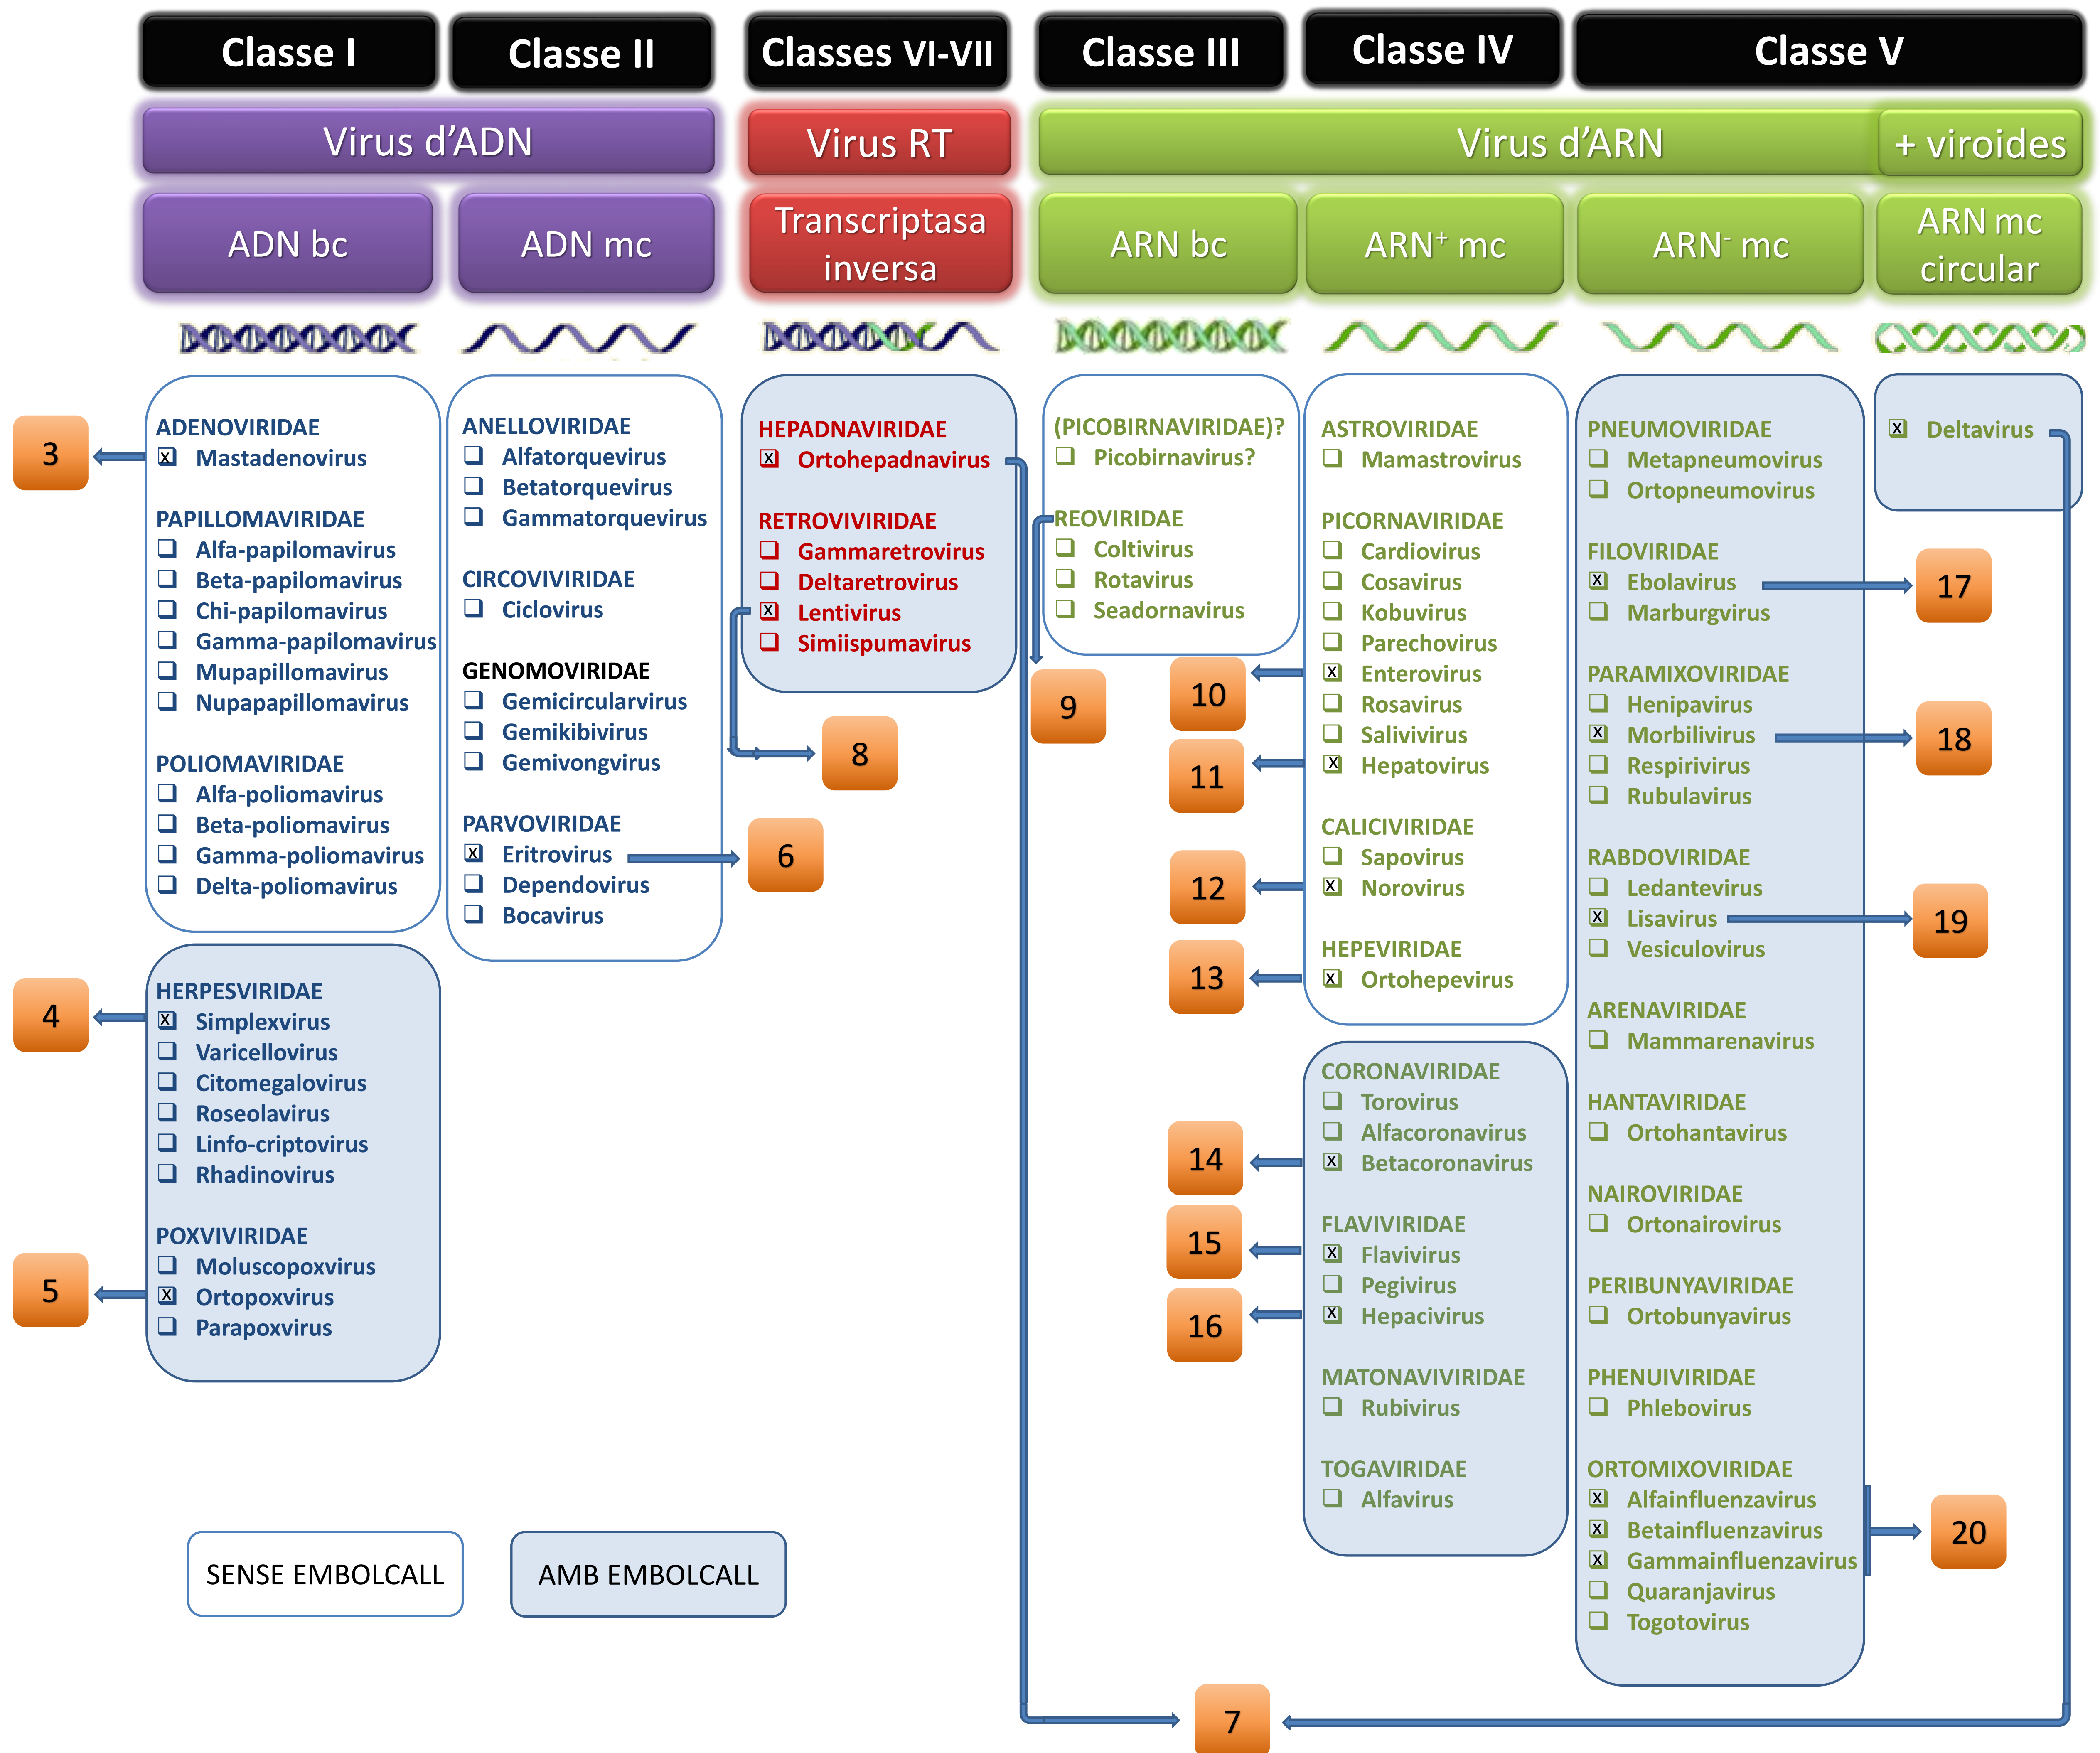 Classe I
Classe II
Classes VI-VII
Classe III
Classe IV
Classe V
Virus d'ADN
Virus RT
Virus d'ARN
+ viroides
ADN bc
ADN mc
Transcriptasa
inversa
ARN bc
ARN+ mc
ARN- mc
ARN mc
circular
3
ADENOVIRIDAE
Mastadenovirus
PAPILLOMAVIRIDAE
Alfa-papilomavirus
Beta-papilomavirus
Chi-papilomavirus
Gamma-papilomavirus
Mupapillomavirus
Nupapapillomavirus
POLIOMAVIRIDAE
Alfa-poliomavirus
Beta-poliomavirus
Gamma-poliomavirus
Delta-poliomavirus
4
HERPESVIRIDAE
Simplexvirus
Varicellovirus
Citomegalovirus
Roseolavirus
Linfo-criptovirus
Rhadinovirus
5
POXVIVIRIDAE
Moluscopoxvirus
Ortopoxvirus
Parapoxvirus
ANELLOVIRIDAE
Alfatorquevirus
Betatorquevirus
Gammatorquevirus
CIRCOVIVIRIDAE
Ciclovirus
GENOMOVIRIDAE
Gemicircularvirus
Gemikibivirus
Gemivongvirus
PARVOVIRIDAE
Eritrovirus
Dependovirus
Bocavirus
6
HEPADNAVIRIDAE
Ortohepadnavirus
RETROVIVIRIDAE
Gammaretrovirus
Deltaretrovirus
Lentivirus
Simiispumavirus
8
(PICOBIRNAVIRIDAE)?
Picobirnavirus?
REOVIRIDAE
Coltivirus
Rotavirus
Seadornavirus
9
ASTROVIRIDAE
Mamastrovirus
PICORNAVIRIDAE
Cardiovirus
Cosavirus
Kobuvirus
Parechovirus
Enterovirus
Rosavirus
Salivivirus
Hepatovirus
10
11
CALICIVIRIDAE
Sapovirus
Norovirus
12
HEPEVIRIDAE
Ortohepevirus
13
CORONAVIRIDAE
Torovirus
Alfacoronavirus
Betacoronavirus
14
FLAVIVIRIDAE
Flavivirus
Pegivirus
Hepacivirus
15
16
MATONAVIVIRIDAE
Rubivirus
TOGAVIRIDAE
Alfavirus
PNEUMOVIRIDAE
Metapneumovirus
Ortopneumovirus
FILOVIRIDAE
Ebolavirus
Marburgvirus
17
PARAMIXOVIRIDAE
Henipavirus
Morbilivirus
Respirivirus
Rubulavirus
18
RABDOVIRIDAE
Ledantevirus
Lisavirus
Vesiculovirus
19
ARENAVIRIDAE
Mammarenavirus
HANTAVIRIDAE
Ortohantavirus
NAIROVIRIDAE
Ortonairovirus
PERIBUNYAVIRIDAE
Ortobunyavirus
PHENUIVIRIDAE
Phlebovirus
ORTOMIXOVIRIDAE
Alfainfluenzavirus
Betainfluenzavirus
Gammainfluenzavirus
Quaranjavirus
Togotovirus
20
Deltavirus
7
SENSE EMBOLCALL
AMB EMBOLCALL